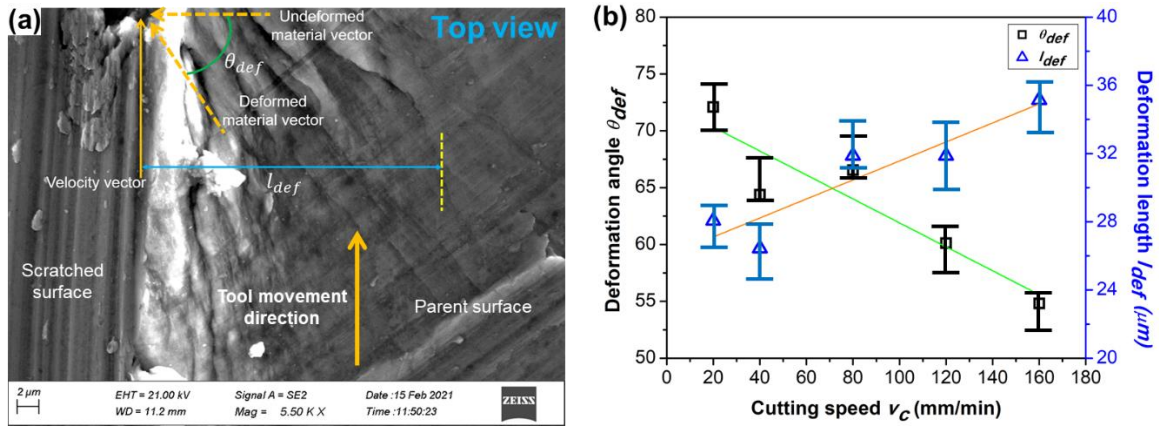 (a)
Undeformed
material vector
Top view
θdef
Deformed
material vector
Velocity vector
ldef
Scratched
surface
Tool movement
direction
Parent surface
2 μm
EHT = 21.00 kV
WD = 11.2 mm
Signal A = SE2
Mag = 5.50 K X
Date :15 Feb 2021
Time :11:50:23
ZEISS
(b)
80
75
70
65
60
55
50
Deformation angle θdef
θdef
ldef
40
36
32
28
24
20
Deformation length ldef (μm)
0 20 40 60 80 100 120 140 160 180
Cutting speed vc (mm/min)